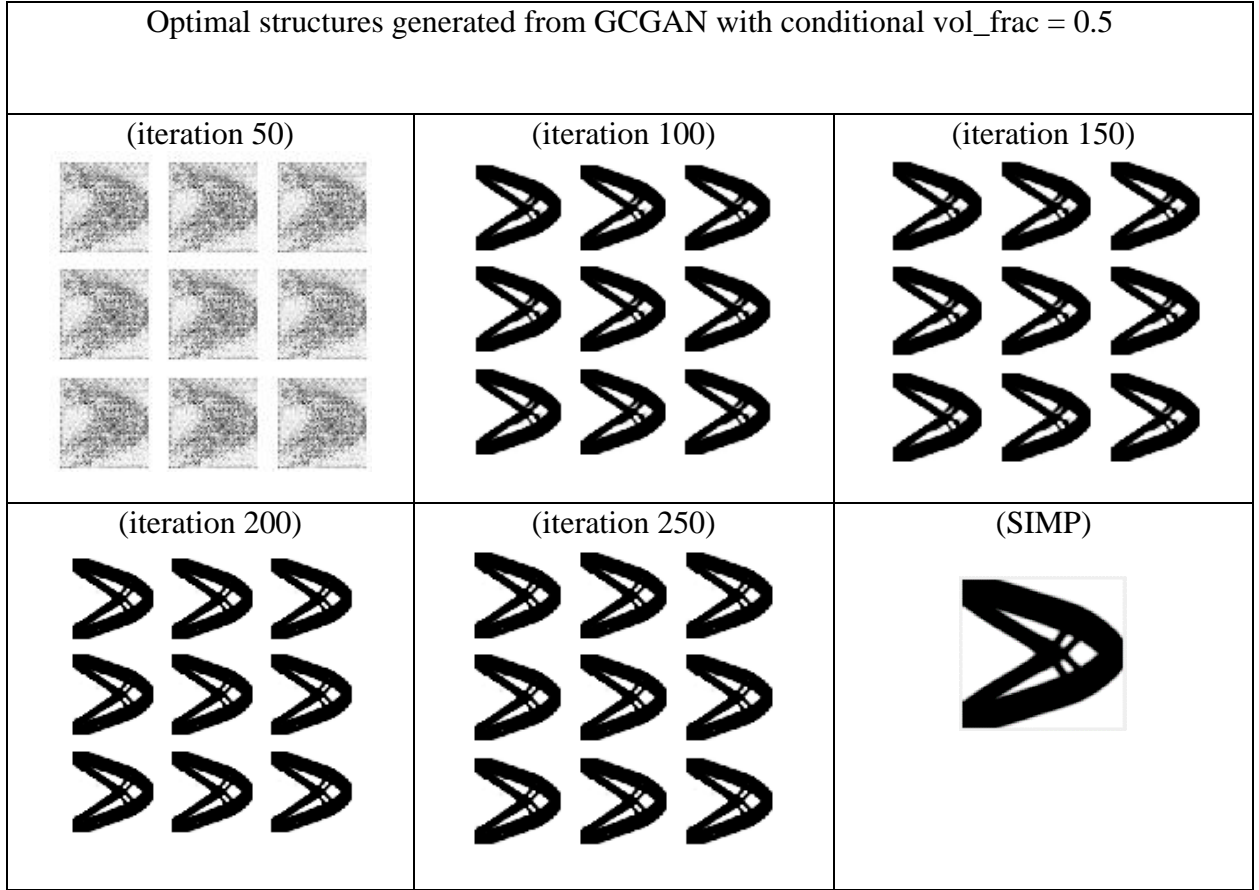 Optimal structures generated from GCGAN with conditional vol_frac = 0.5
(iteration 50)
(iteration 100)
(iteration 150)
(iteration 200)
(iteration 250)
(SIMP)